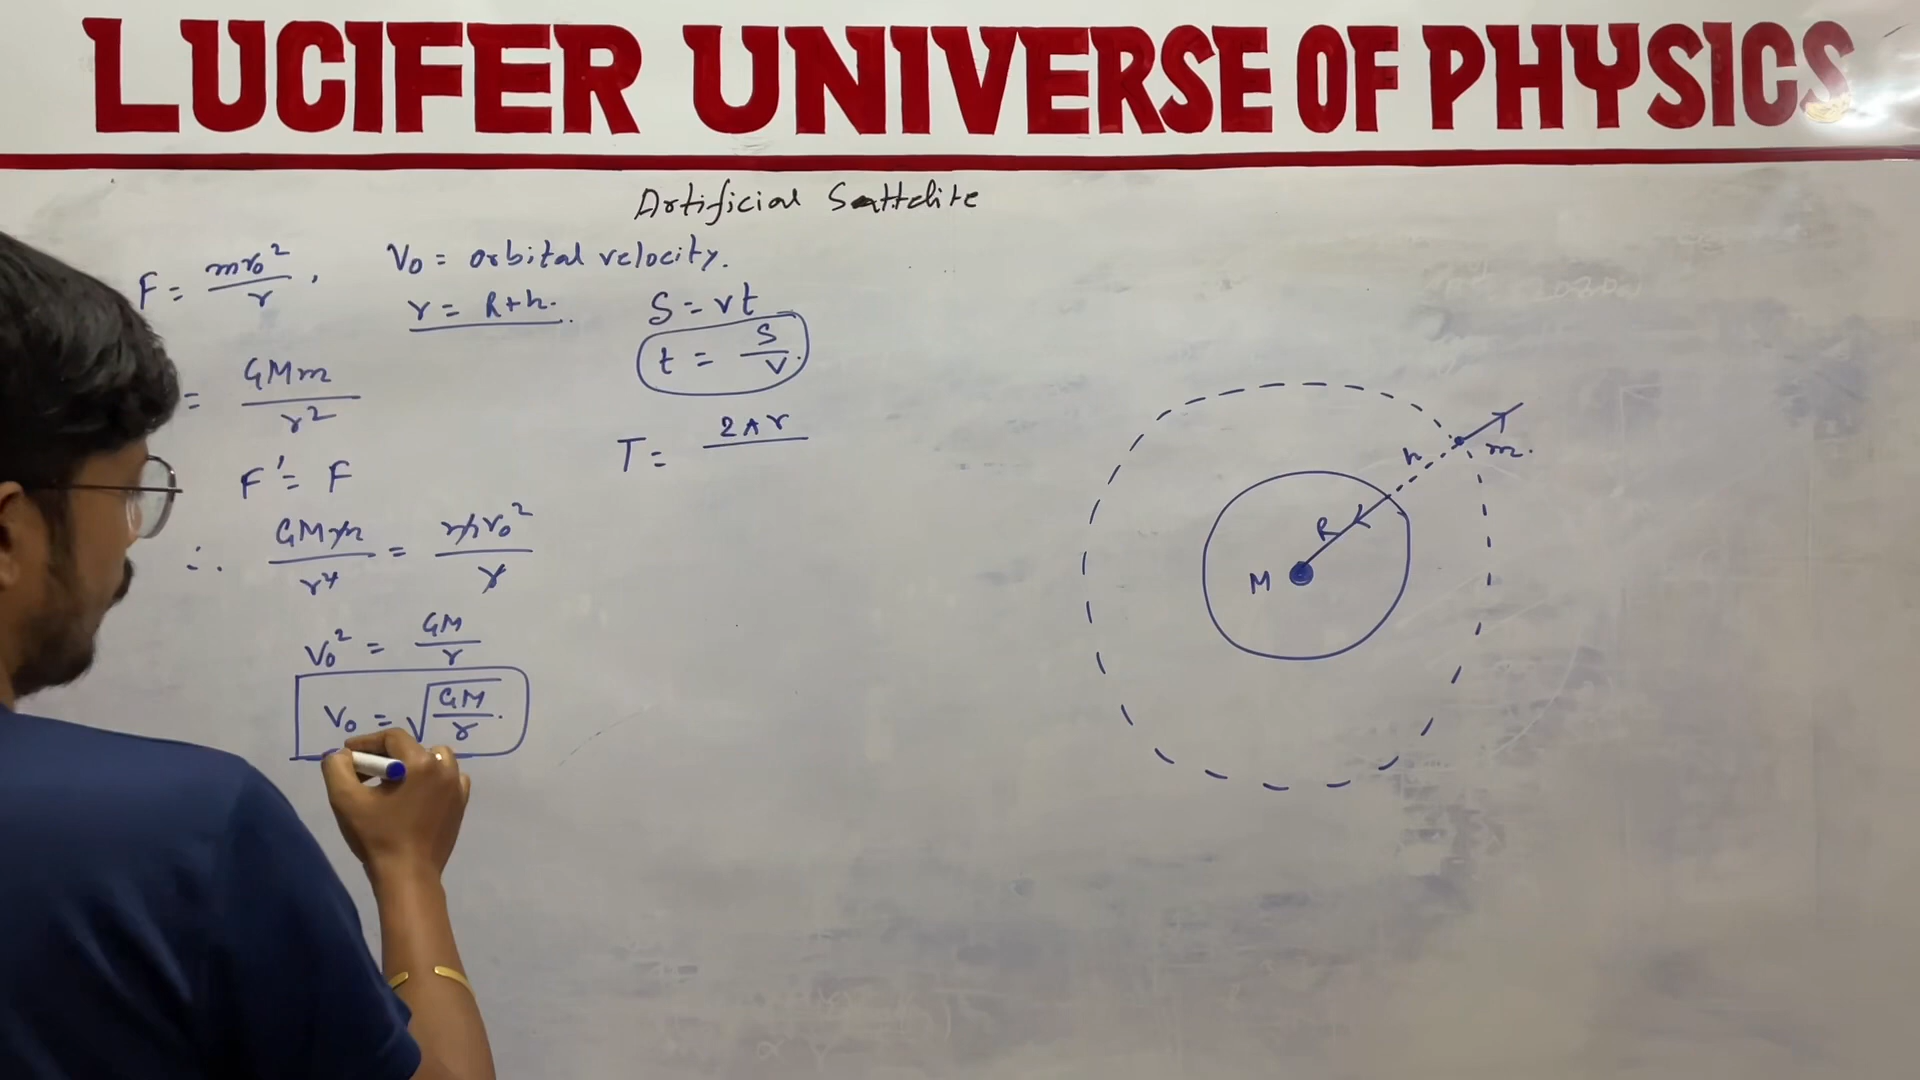 LUCIFER UNIVERSE OF PHYSICS
Artificial Sattelite
F = mv₀²/r , V₀ = orbital velocity.
r = R+h.
S = vt
t = S/V.
= GMm/r²
T = 2πr
F' = F
∴ GMm/r² = mv₀²/r
V₀² = GM/r
V₀ = √GM/r.
h
m.
R
M